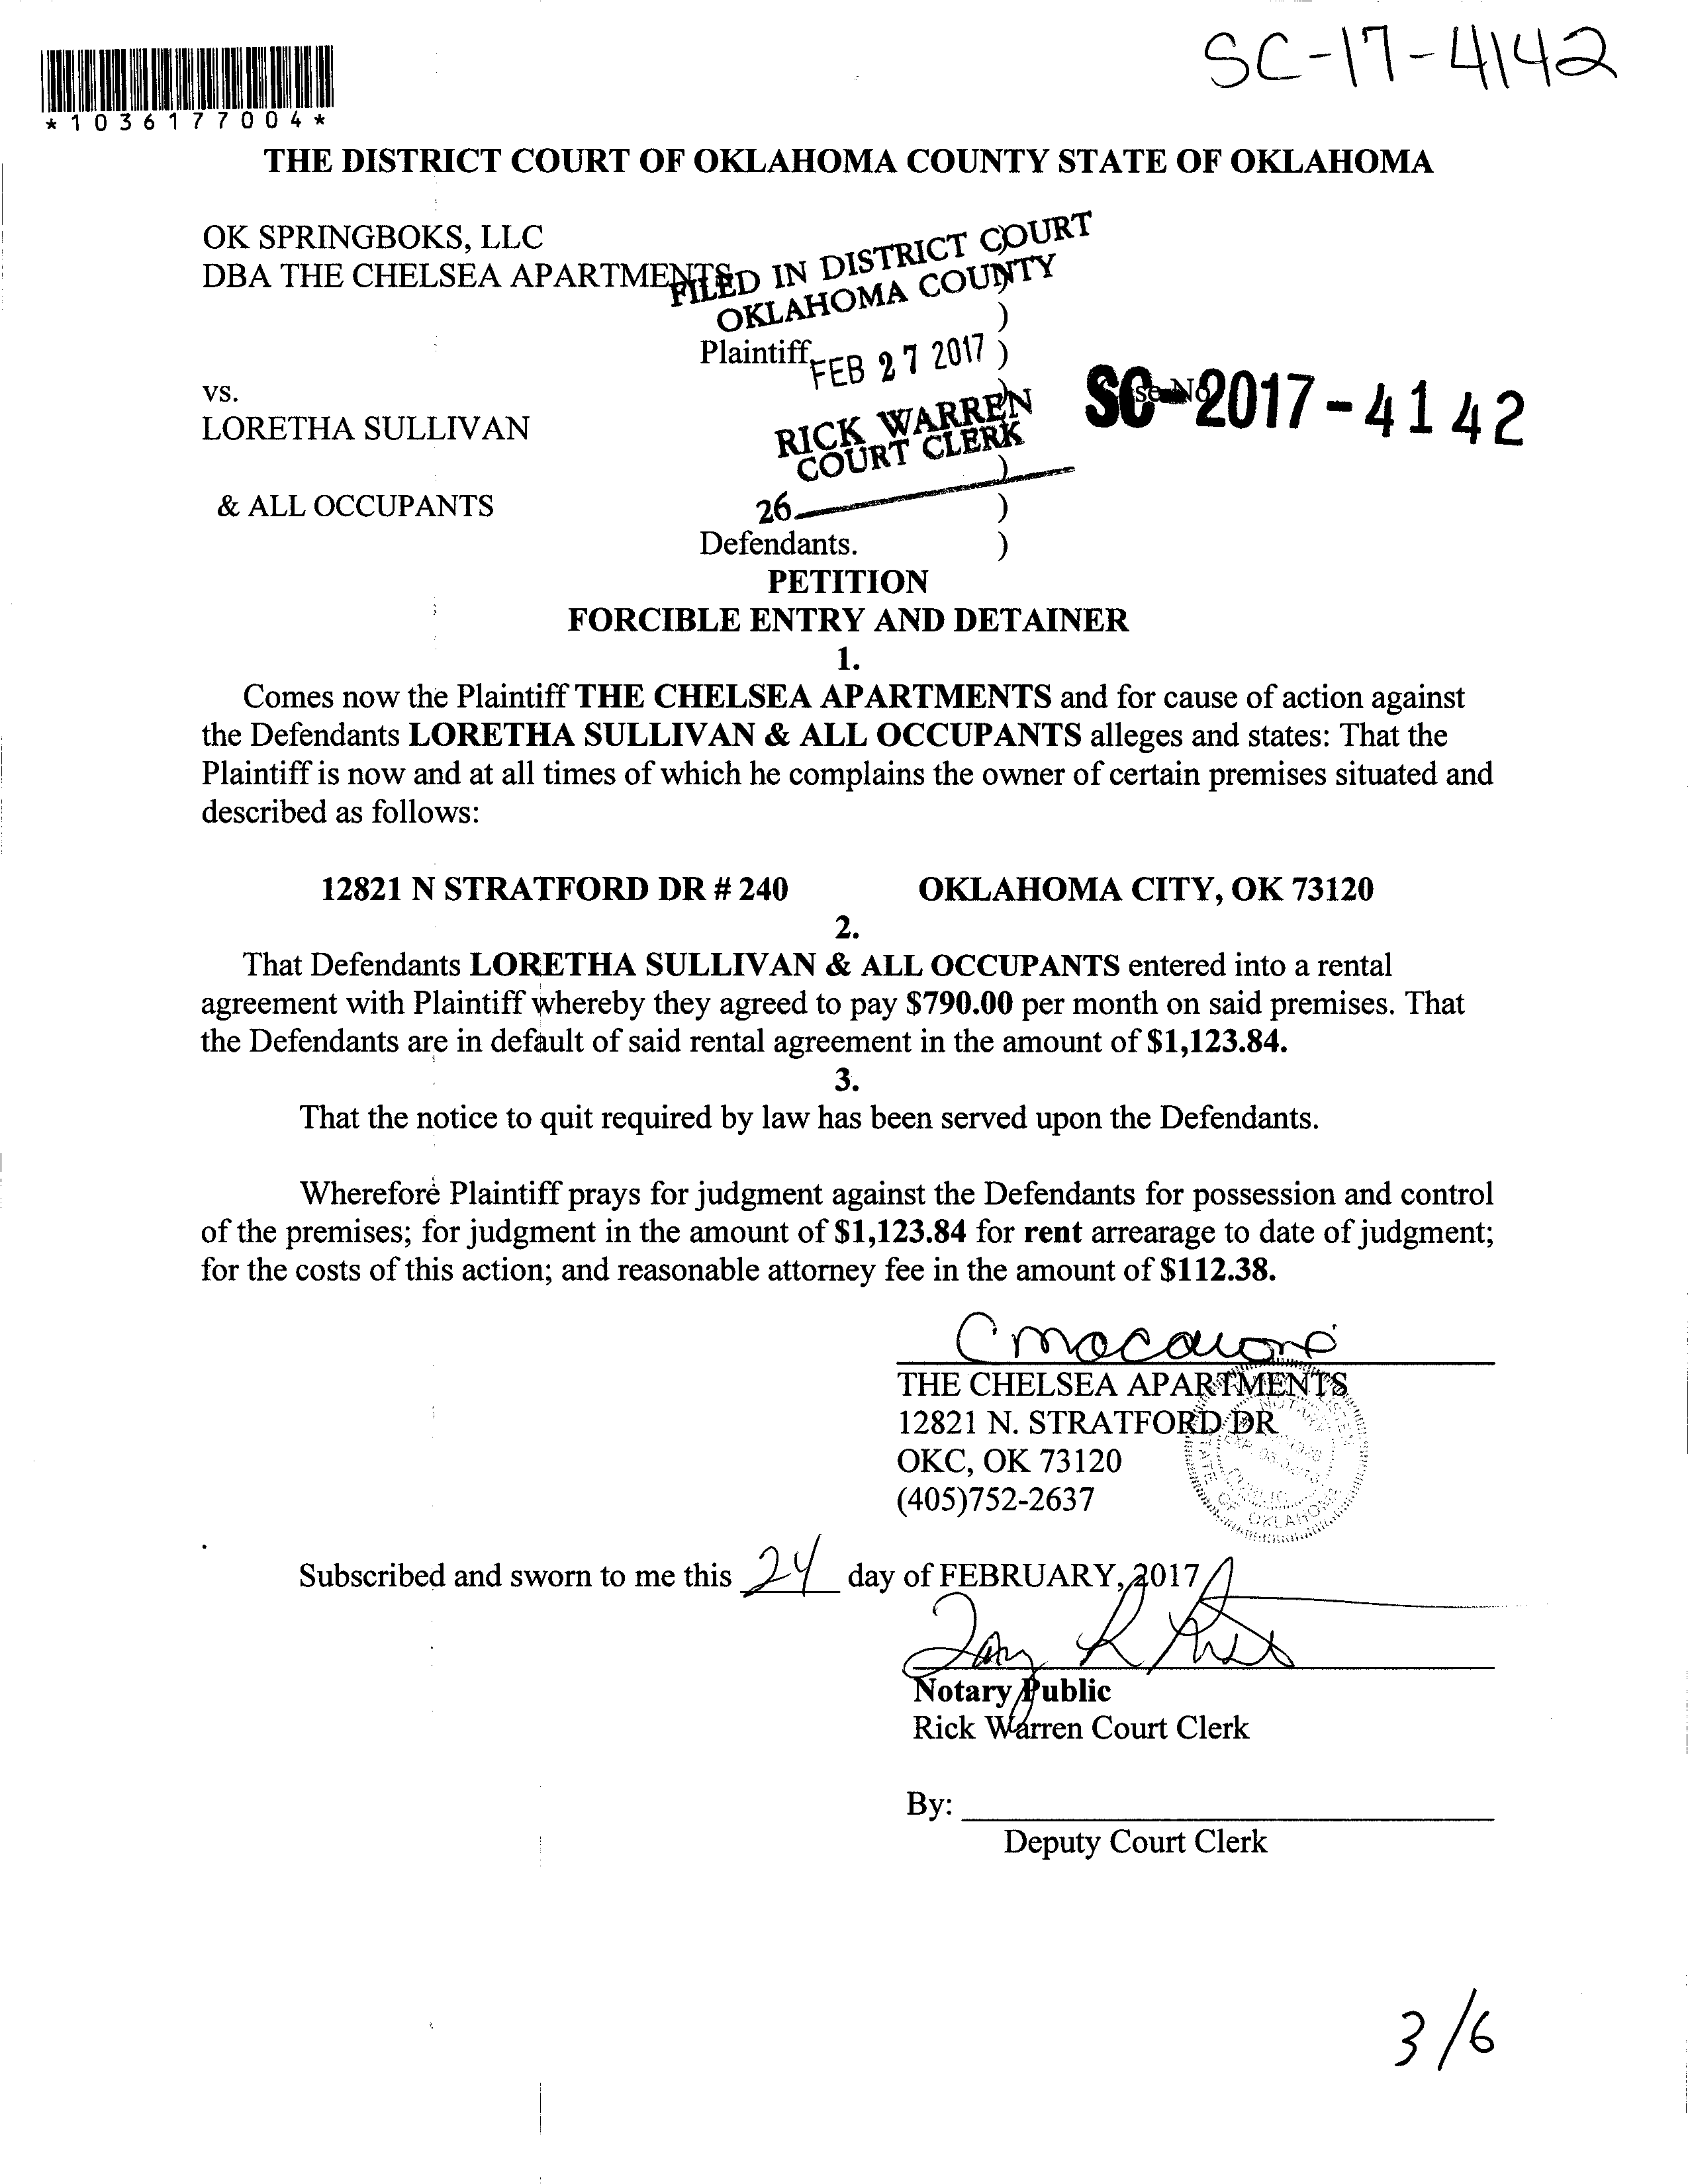 SC-17-4142
*1036177004*
THE DISTRICT COURT OF OKLAHOMA COUNTY STATE OF OKLAHOMA
OK SPRINGBOKS, LLC
DBA THE CHELSEA APARTMENTS
FILED IN DISTRICT COURT
OKLAHOMA COUNTY
)
)
Plaintiff, )
FEB 27 2017
vs.
SC-2017-4142
LORETHA SULLIVAN
RICK WARREN
COURT CLERK
)
& ALL OCCUPANTS )
26
Defendants. )
PETITION
FORCIBLE ENTRY AND DETAINER
1.
Comes now the Plaintiff THE CHELSEA APARTMENTS and for cause of action against
the Defendants LORETHA SULLIVAN & ALL OCCUPANTS alleges and states: That the
Plaintiff is now and at all times of which he complains the owner of certain premises situated and
described as follows:
12821 N STRATFORD DR # 240 OKLAHOMA CITY, OK 73120
2.
That Defendants LORETHA SULLIVAN & ALL OCCUPANTS entered into a rental
agreement with Plaintiff whereby they agreed to pay $790.00 per month on said premises. That
the Defendants are in default of said rental agreement in the amount of $1,123.84.
3.
That the notice to quit required by law has been served upon the Defendants.
Wherefore Plaintiff prays for judgment against the Defendants for possession and control
of the premises; for judgment in the amount of $1,123.84 for rent arrearage to date of judgment;
for the costs of this action; and reasonable attorney fee in the amount of $112.38.
THE CHELSEA APARTMENTS
12821 N. STRATFORD DR
OKC, OK 73120
(405)752-2637
NOTARY
PUBLIC
STATE OF OKLAHOMA
Subscribed and sworn to me this 24 day of FEBRUARY, 2017
Notary Public
Rick Warren Court Clerk
By:
Deputy Court Clerk
3/6